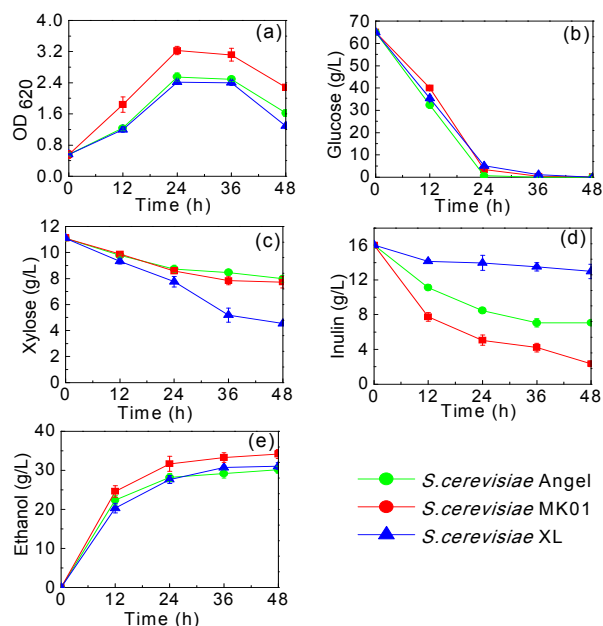 (a)
OD 620
3.2
2.4
1.6
0.8
0.0
0 12 24 36 48
Time (h)
(b)
Glucose (g/L)
70
60
50
40
30
20
10
0
0 12 24 36 48
Time (h)
(c)
Xylose (g/L)
12
10
8
6
4
2
0
0 12 24 36 48
Time (h)
(d)
Inulin (g/L)
16
12
8
4
0
0 12 24 36 48
Time (h)
(e)
Ethanol (g/L)
40
30
20
10
0
0 12 24 36 48
Time (h)
S.cerevisiae Angel
S.cerevisiae MK01
S.cerevisiae XL